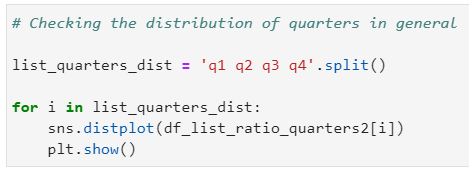 # Checking the distribution of quarters in general
list_quarters_dist = 'q1 q2 q3 q4'.split()
for i in list_quarters_dist:
    sns.distplot(df_list_ratio_quarters2[i])
    plt.show()